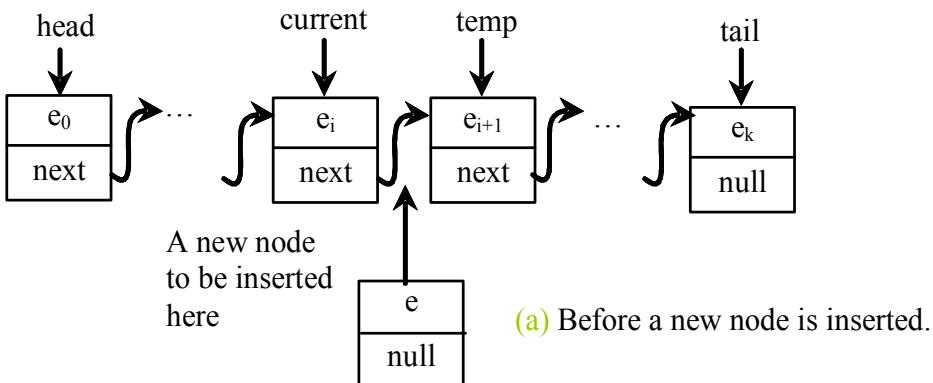 head current temp tail
e₀ … eᵢ eᵢ₊₁ … eₖ
next next next null
A new node
to be inserted
here
e
null
(a) Before a new node is inserted.